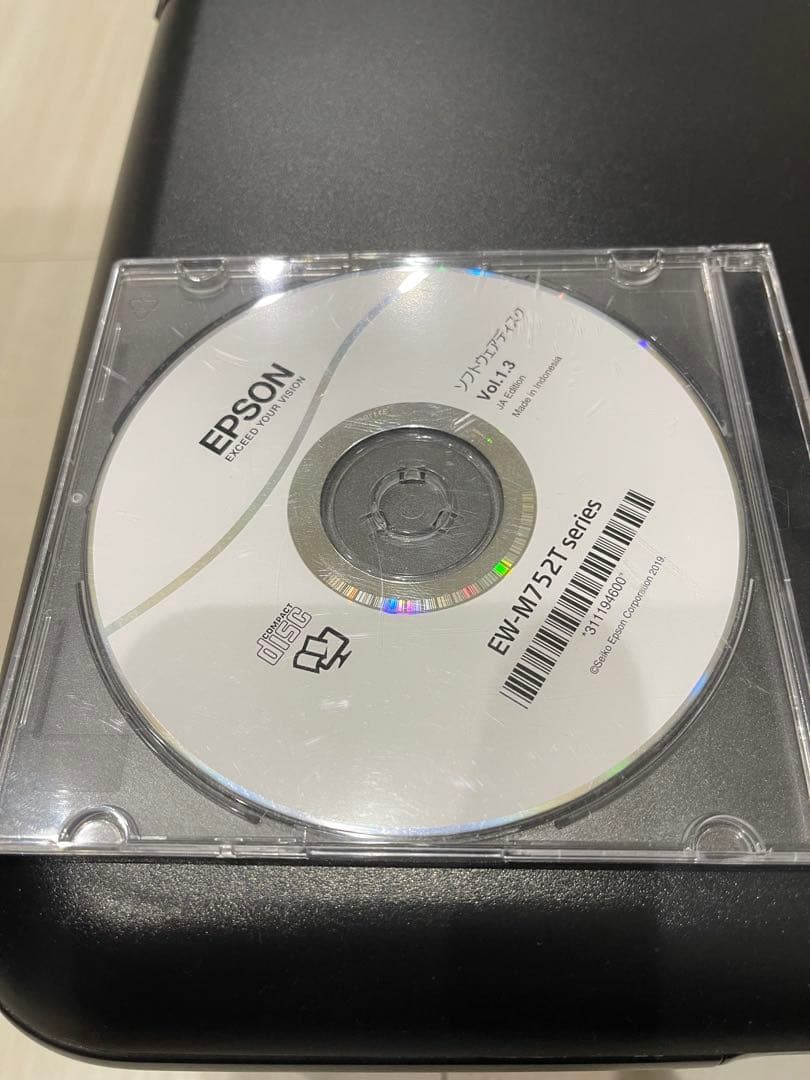 EPSON
EXCEED YOUR VISION
ソフトウェアディスク
Vol.1.3
JA Edition
Made in Indonesia
EW-M752T series
*311194600*
©Seiko Epson Corporation 2019.
COMPACT
disc